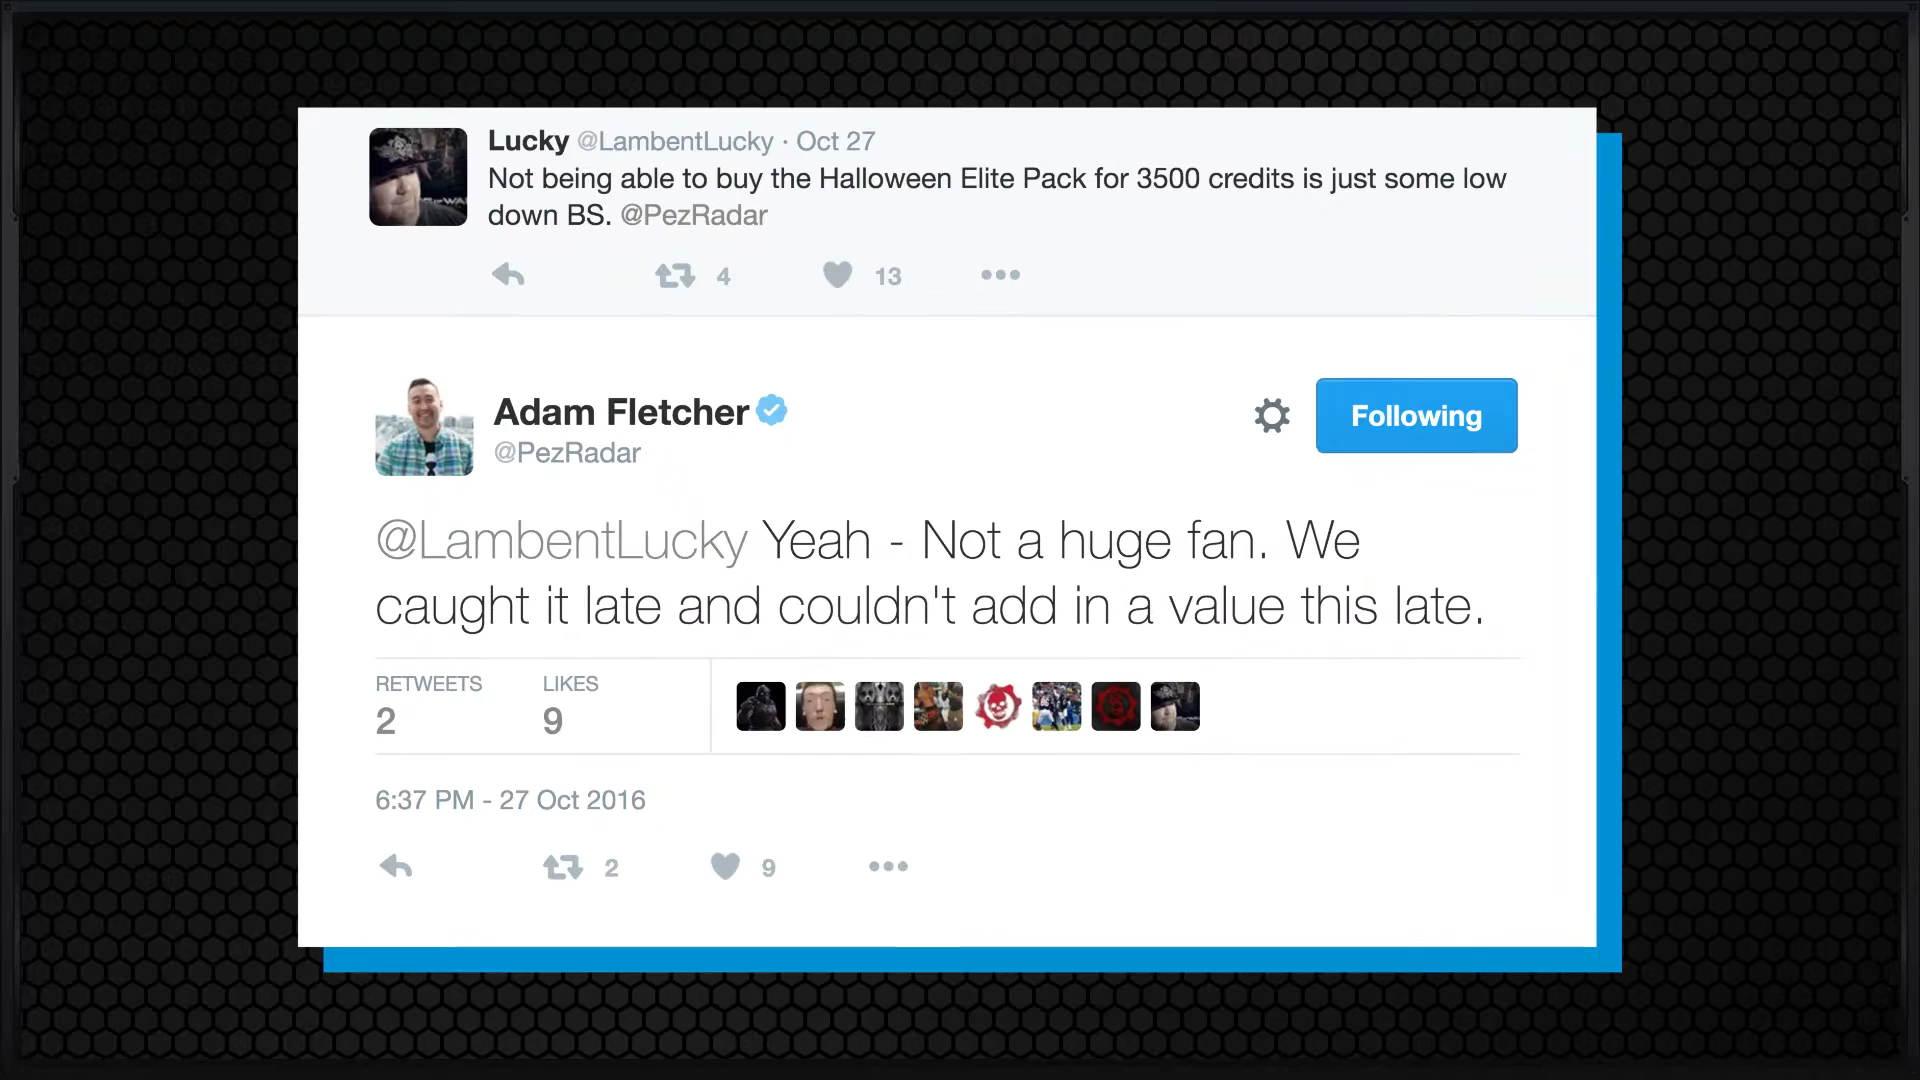 Lucky @LambentLucky · Oct 27
Not being able to buy the Halloween Elite Pack for 3500 credits is just some low
down BS. @PezRadar
4 13
Adam Fletcher
@PezRadar
Following
@LambentLucky Yeah - Not a huge fan. We
caught it late and couldn't add in a value this late.
RETWEETS LIKES
2 9
6:37 PM - 27 Oct 2016
2 9